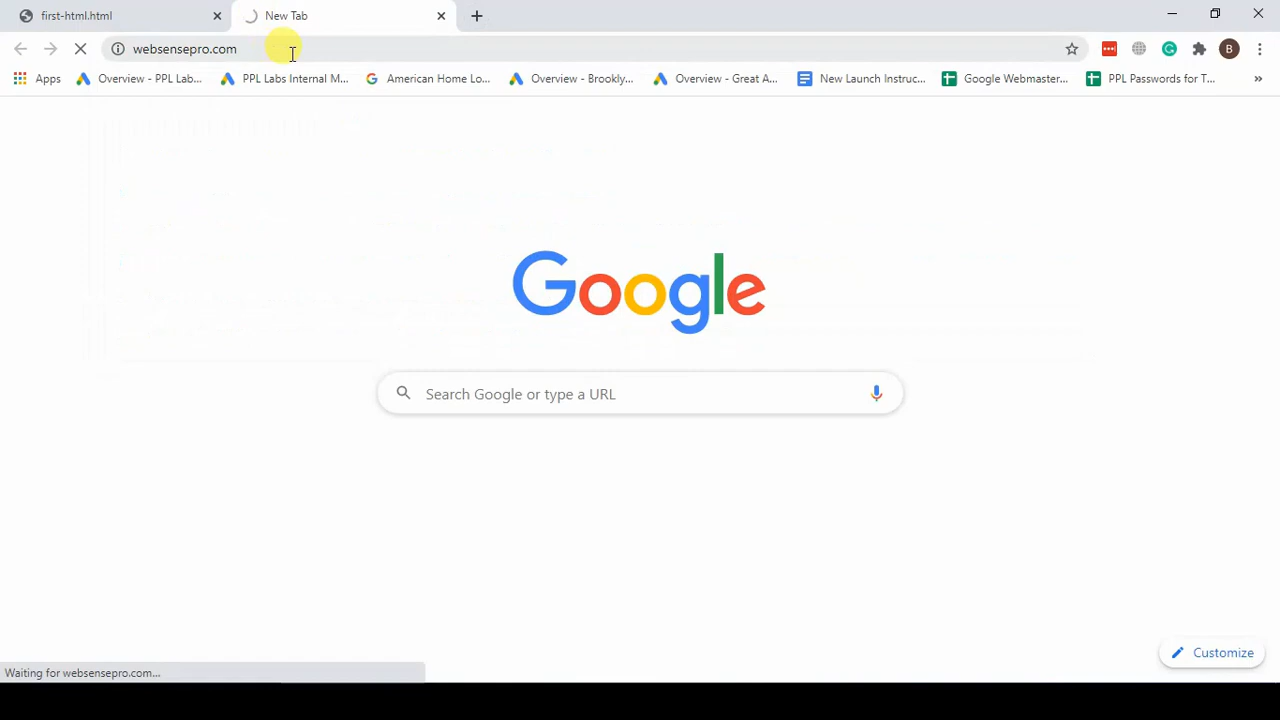 first-html.html
New Tab
websensepro.com
B
Apps
Overview - PPL Lab...
PPL Labs Internal M...
American Home Lo...
Overview - Brookly...
Overview - Great A...
New Launch Instruc...
Google Webmaster...
PPL Passwords for T...
»
Google
Search Google or type a URL
Customize
Waiting for websensepro.com...